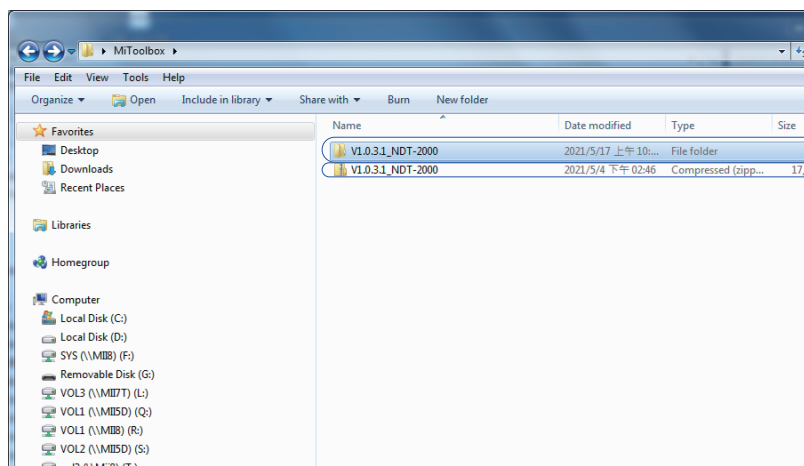 MiToolbox
File Edit View Tools Help
Organize Open Include in library Share with Burn New folder
Name Date modified Type Size
V1.0.3.1_NDT-2000 2021/5/17 上午 10:... File folder
V1.0.3.1_NDT-2000 2021/5/4 下午 02:46 Compressed (zipp... 17,
Favorites
Desktop
Downloads
Recent Places
Libraries
Homegroup
Computer
Local Disk (C:)
Local Disk (D:)
SYS (\\MII8) (F:)
Removable Disk (G:)
VOL3 (\\MII7T) (L:)
VOL1 (\\MII5D) (Q:)
VOL1 (\\MII8) (R:)
VOL2 (\\MII5D) (S:)